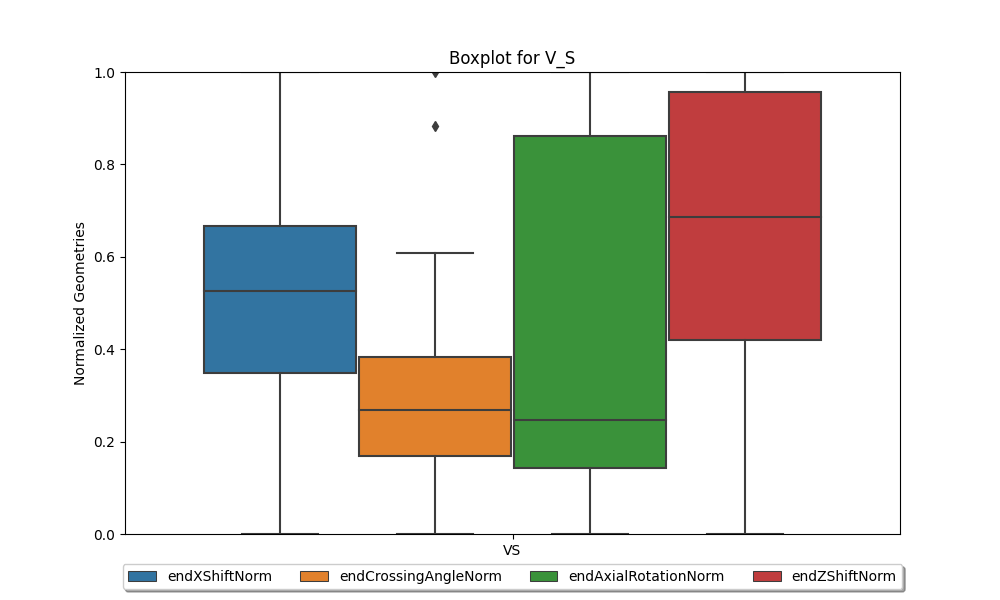 Boxplot for V_S
Normalized Geometries
1.0
0.8
0.6
0.4
0.2
0.0
VS
endXShiftNorm endCrossingAngleNorm endAxialRotationNorm endZShiftNorm